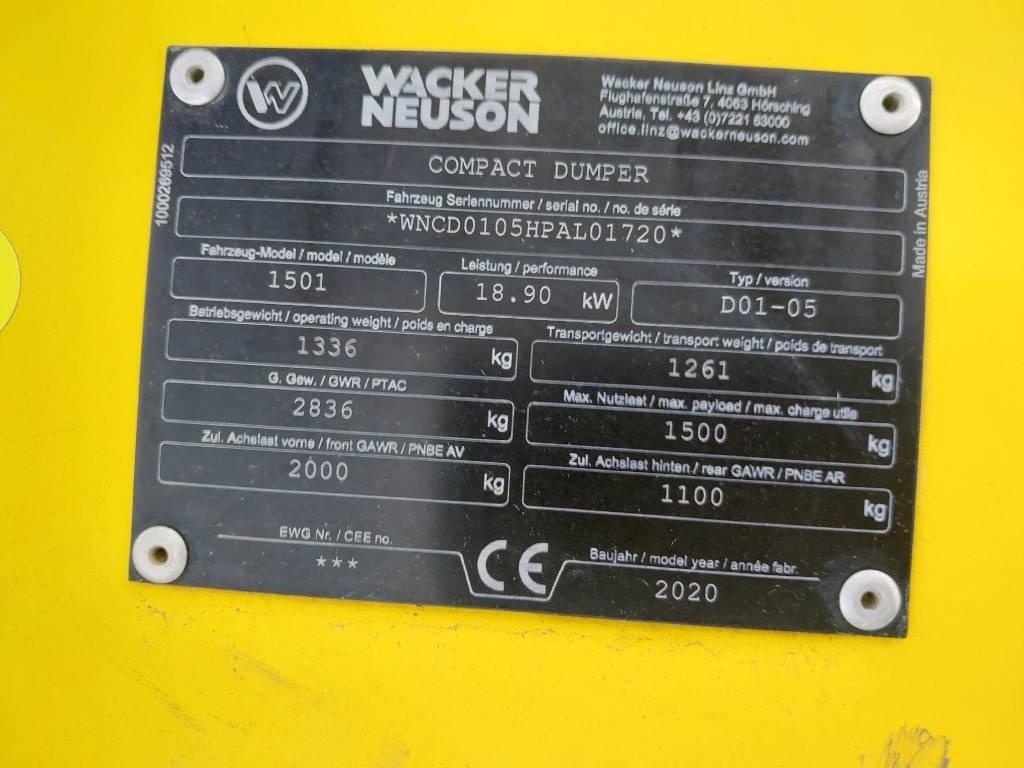 W
WACKER
NEUSON
Wacker Neuson Linz GmbH
Flughafenstraße 7, 4063 Hörsching
Austria, Tel. +43 (0)7221 63000
office.linz@wackerneuson.com
1000269512
COMPACT DUMPER
Made in Austria
Fahrzeug Seriennummer / serial no. / no. de série
*WNCD0105HPAL01720*
Fahrzeug-Model / model / modèle
1501
Leistung / performance
18.90 kW
Typ / version
D01-05
Betriebsgewicht / operating weight / poids en charge
1336 kg
Transportgewicht / transport weight / poids de transport
1261 kg
G. Gew. / GWR / PTAC
2836 kg
Max. Nutzlast / max. payload / max. charge utile
1500 kg
Zul. Achslast vorne / front GAWR / PNBE AV
2000 kg
Zul. Achslast hinten / rear GAWR / PNBE AR
1100 kg
EWG Nr. / CEE no.
***
CE
Baujahr / model year / année fabr.
2020